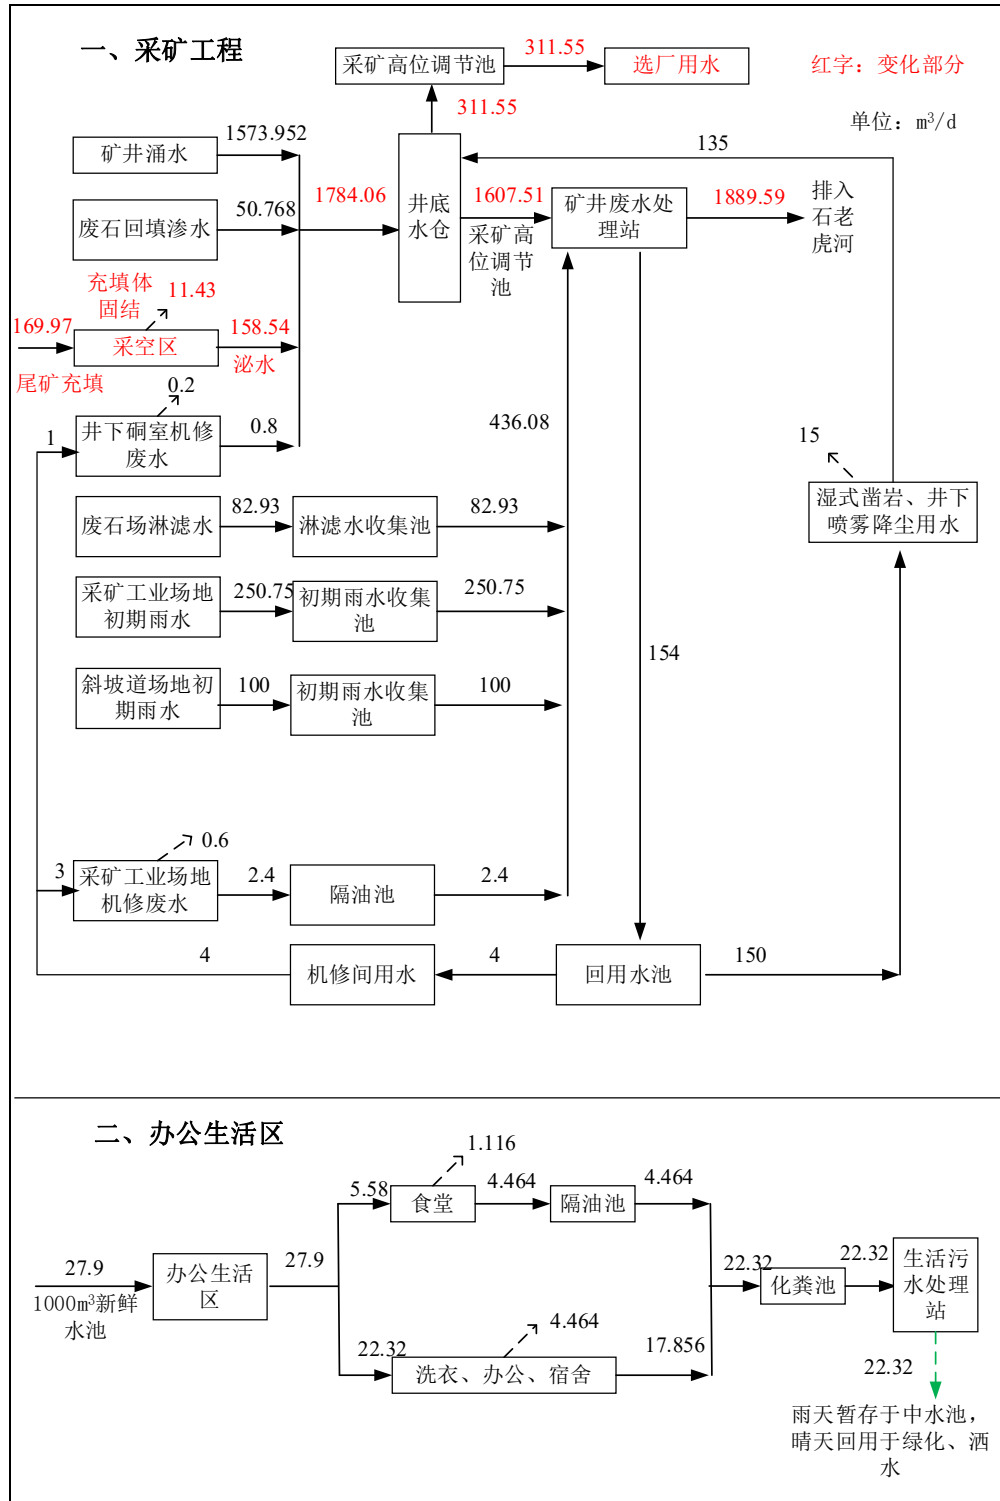 一、采矿工程
采矿高位调节池
311.55
选厂用水
红字：变化部分
311.55
单位：m³/d
矿井涌水
1573.952
135
废石回填渗水
50.768
1784.06
井底
水仓
1607.51
采矿高
位调节
池
矿井废水处
理站
1889.59
排入
石老
虎河
充填体
固结
11.43
169.97
采空区
158.54
泌水
尾矿充填
0.2
1
井下硐室机修
废水
0.8
436.08
15
湿式凿岩、井下
喷雾降尘用水
废石场淋滤水
82.93
淋滤水收集池
82.93
采矿工业场地
初期雨水
250.75
初期雨水收集
池
250.75
154
斜坡道场地初
期雨水
100
初期雨水收集
池
100
0.6
3
采矿工业场地
机修废水
2.4
隔油池
2.4
4
机修间用水
4
回用水池
150
二、办公生活区
1.116
5.58
食堂
4.464
隔油池
4.464
27.9
1000m³新鲜
水池
办公生活
区
27.9
22.32
化粪池
22.32
生活污
水处理
站
4.464
22.32
洗衣、办公、宿舍
17.856
22.32
雨天暂存于中水池，
晴天回用于绿化、洒
水